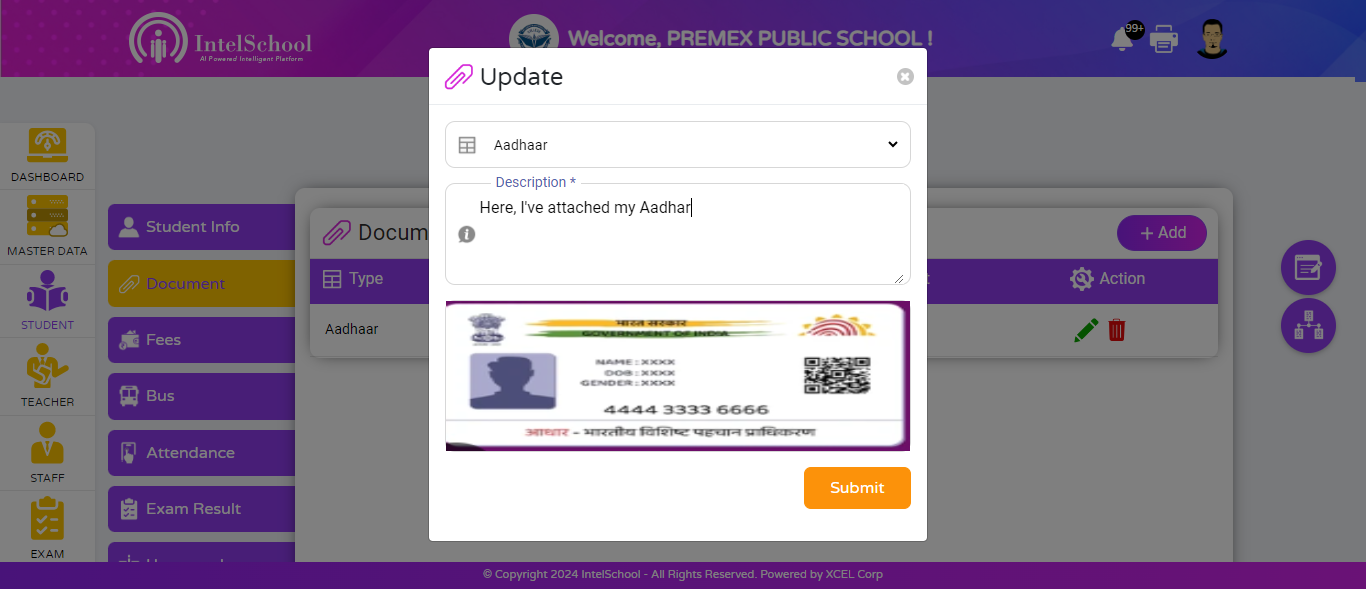 IntelSchool
AI Powered Intelligent Platform
Welcome, PREMEX PUBLIC SCHOOL !
99+
Update
Aadhaar
Description *
Here, I've attached my Aadhar
भारत सरकार
GOVERNMENT OF INDIA
NAME : XXXX
DOB : XXXX
GENDER : XXXX
4444 3333 6666
आधार - भारतीय विशिष्ट पहचान प्राधिकरण
Submit
DASHBOARD
MASTER DATA
STUDENT
TEACHER
STAFF
EXAM
Student Info
Document
Fees
Bus
Attendance
Exam Result
Docum
+ Add
Type
Action
Aadhaar
© Copyright 2024 IntelSchool - All Rights Reserved. Powered by XCEL Corp